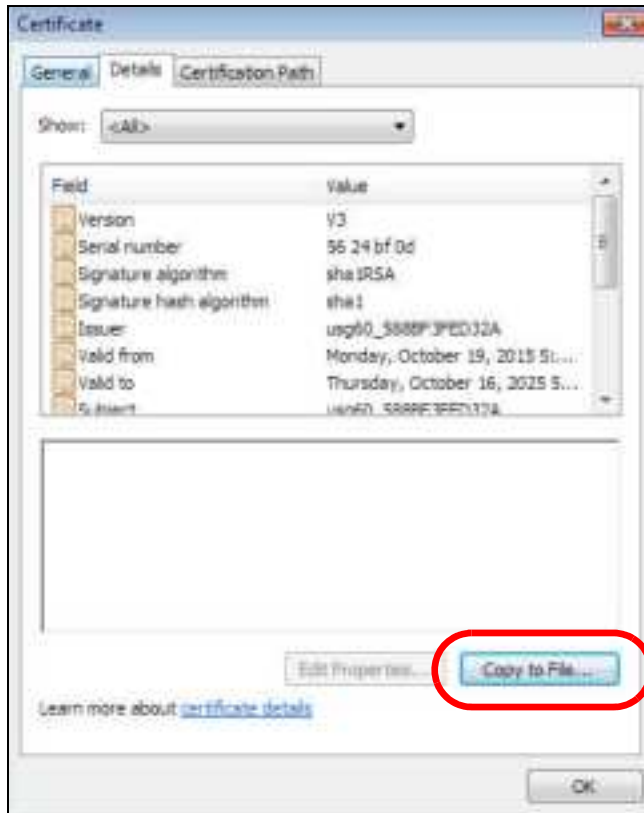 Certificate
General Details Certification Path
Show: <All>
Field Value
Version V3
Serial number 56 24 bf 0d
Signature algorithm sha1RSA
Signature hash algorithm sha1
Issuer
Valid from Monday, October 19, 2015 5:...
Valid to Thursday, October 16, 2025 5...
Subject
Edit Properties... Copy to File...
Learn more about certificate details
OK